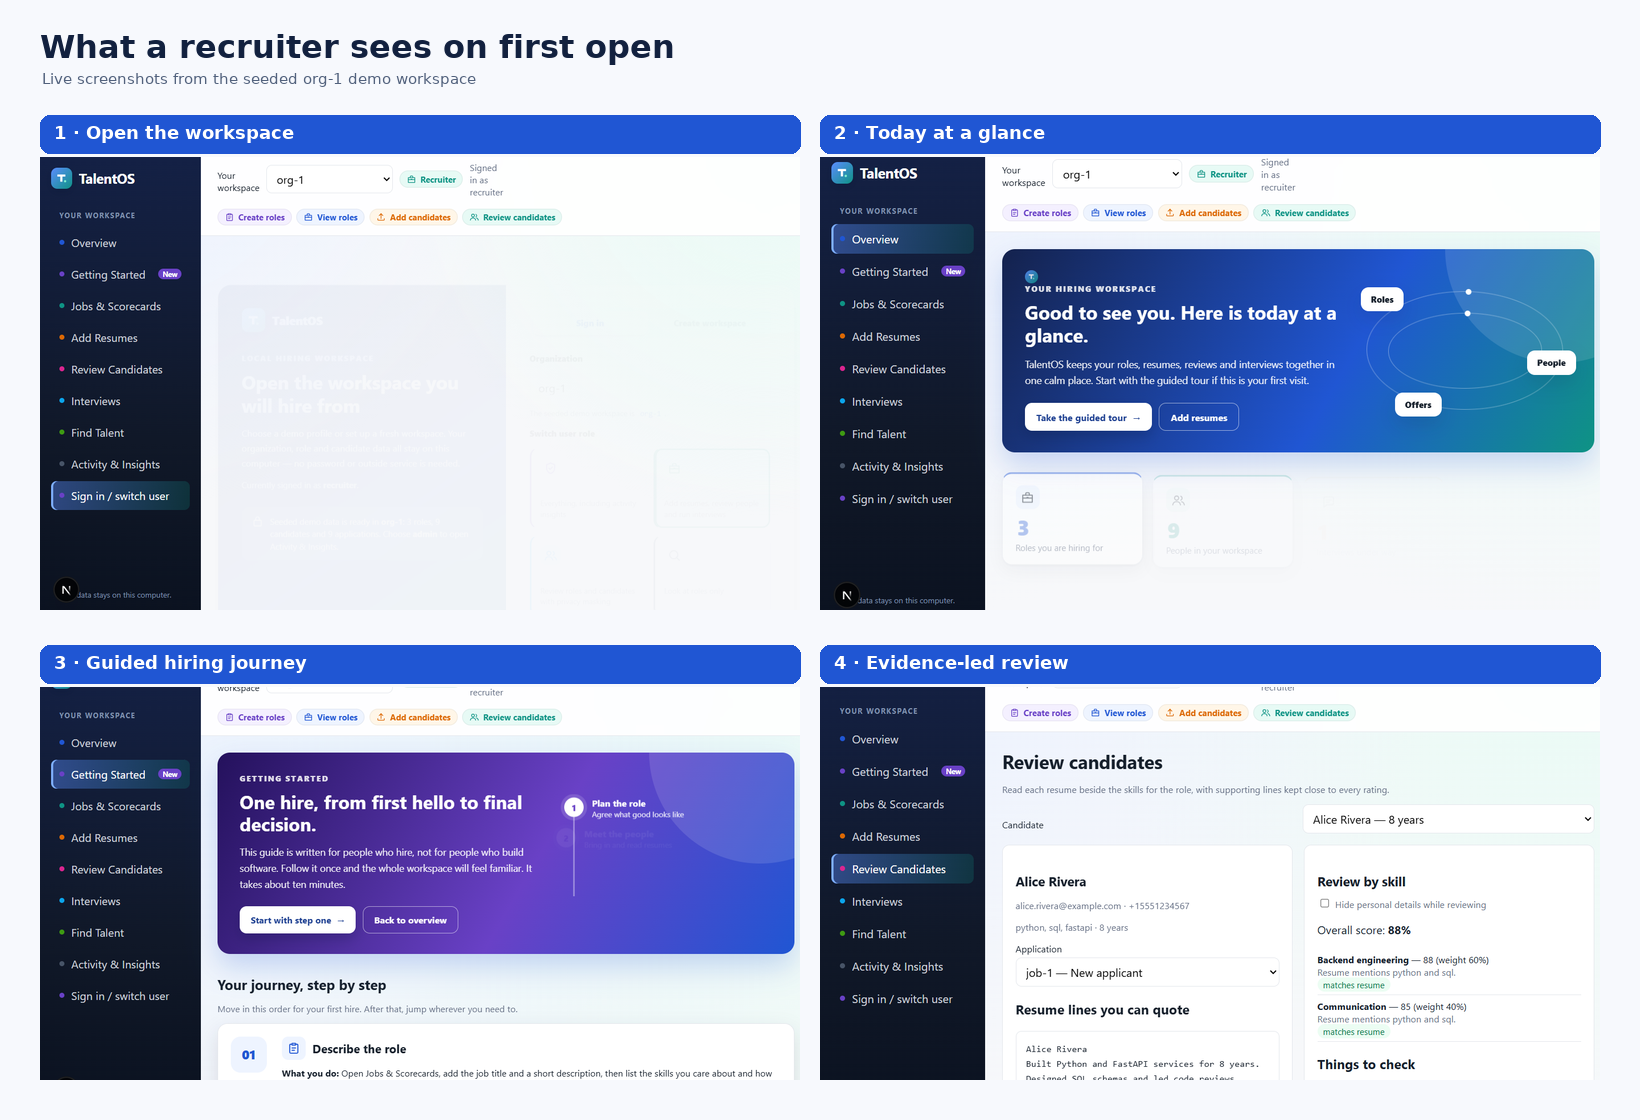 What a recruiter sees on first open
Live screenshots from the seeded org-1 demo workspace
1 · Open the workspace
T. TalentOS
YOUR WORKSPACE
Overview
Getting Started New
Jobs & Scorecards
Add Resumes
Review Candidates
Interviews
Find Talent
Activity & Insights
Sign in / switch user
N data stays on this computer.
Your
workspace
org-1
Recruiter
Signed
in as
recruiter
Create roles
View roles
Add candidates
Review candidates
TalentOS
Open the workspace you
will hire from
2 · Today at a glance
T. TalentOS
YOUR WORKSPACE
Overview
Getting Started New
Jobs & Scorecards
Add Resumes
Review Candidates
Interviews
Find Talent
Activity & Insights
Sign in / switch user
N data stays on this computer.
Your
workspace
org-1
Recruiter
Signed
in as
recruiter
Create roles
View roles
Add candidates
Review candidates
T.
YOUR HIRING WORKSPACE
Good to see you. Here is today at a
glance.
TalentOS keeps your roles, resumes, reviews and interviews together in
one calm place. Start with the guided tour if this is your first visit.
Take the guided tour →
Add resumes
Roles
People
Offers
3
Roles you are hiring for
9
People in your workspace
3 · Guided hiring journey
YOUR WORKSPACE
Overview
Getting Started New
Jobs & Scorecards
Add Resumes
Review Candidates
Interviews
Find Talent
Activity & Insights
Sign in / switch user
workspace
recruiter
Create roles
View roles
Add candidates
Review candidates
GETTING STARTED
One hire, from first hello to final
decision.
This guide is written for people who hire, not for people who build
software. Follow it once and the whole workspace will feel familiar. It
takes about ten minutes.
Start with step one →
Back to overview
1
Plan the role
Agree what good looks like
Meet the people
Your journey, step by step
Move in this order for your first hire. After that, jump wherever you need to.
01
Describe the role
What you do: Open Jobs & Scorecards, add the job title and a short description, then list the skills you care about and how
4 · Evidence-led review
YOUR WORKSPACE
Overview
Getting Started New
Jobs & Scorecards
Add Resumes
Review Candidates
Interviews
Find Talent
Activity & Insights
Sign in / switch user
recruiter
Create roles
View roles
Add candidates
Review candidates
Review candidates
Read each resume beside the skills for the role, with supporting lines kept close to every rating.
Candidate
Alice Rivera — 8 years
Alice Rivera
alice.rivera@example.com · +15551234567
python, sql, fastapi · 8 years
Application
job-1 — New applicant
Resume lines you can quote
Alice Rivera
Built Python and FastAPI services for 8 years.
Designed SQL schemas and led code reviews
Review by skill
Hide personal details while reviewing
Overall score: 88%
Backend engineering — 88 (weight 60%)
Resume mentions python and sql.
matches resume
Communication — 85 (weight 40%)
Resume mentions python and sql.
matches resume
Things to check